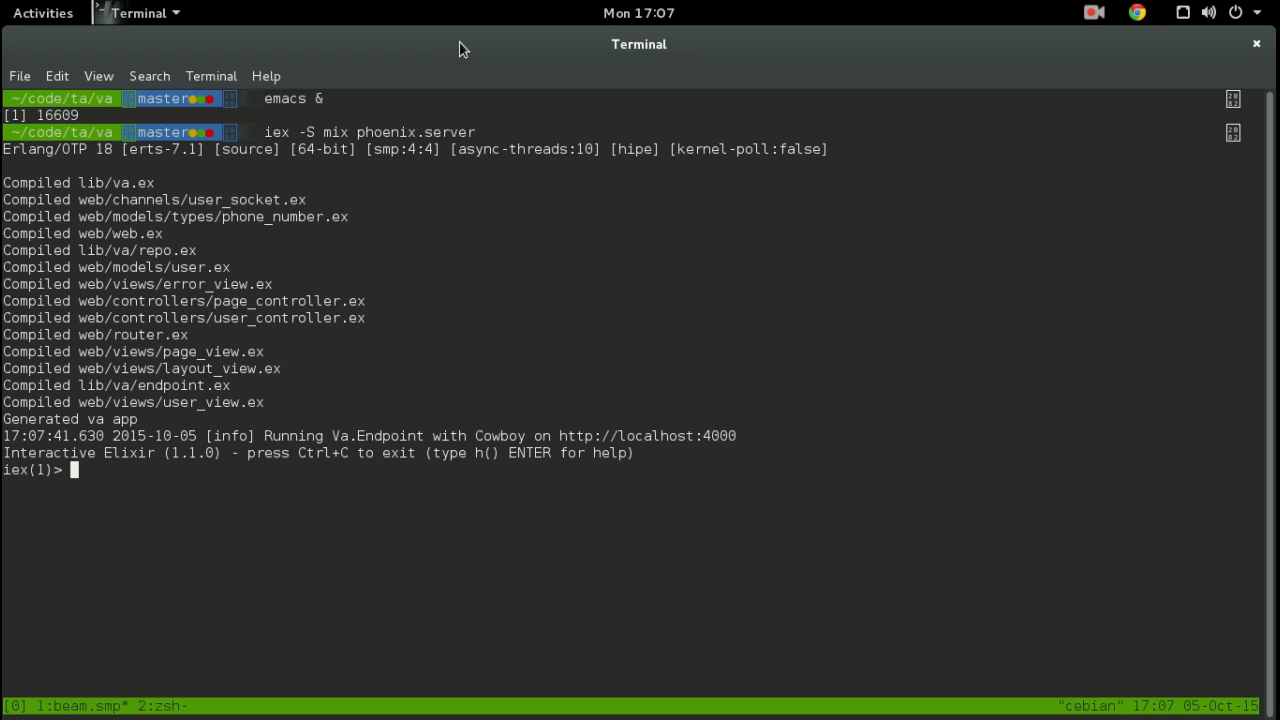 Activities Terminal Mon 17:07
Terminal ×
File Edit View Search Terminal Help
~/code/ta/va master emacs &
[1] 16609
~/code/ta/va master iex -S mix phoenix.server
Erlang/OTP 18 [erts-7.1] [source] [64-bit] [smp:4:4] [async-threads:10] [hipe] [kernel-poll:false]
Compiled lib/va.ex
Compiled web/channels/user_socket.ex
Compiled web/models/types/phone_number.ex
Compiled web/web.ex
Compiled lib/va/repo.ex
Compiled web/models/user.ex
Compiled web/views/error_view.ex
Compiled web/controllers/page_controller.ex
Compiled web/controllers/user_controller.ex
Compiled web/router.ex
Compiled web/views/page_view.ex
Compiled web/views/layout_view.ex
Compiled lib/va/endpoint.ex
Compiled web/views/user_view.ex
Generated va app
17:07:41.630 2015-10-05 [info] Running Va.Endpoint with Cowboy on http://localhost:4000
Interactive Elixir (1.1.0) - press Ctrl+C to exit (type h() ENTER for help)
iex(1)>
[0] 1:beam.smp* 2:zsh- "cebian" 17:07 05-Oct-15